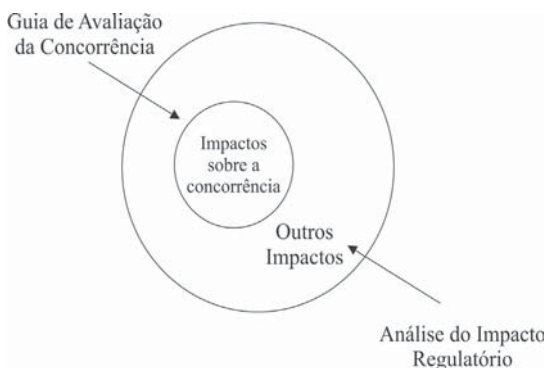 Guia de Avaliação
da Concorrência
Impactos
sobre a
concorrência
Outros
Impactos
Análise do Impacto
Regulatório